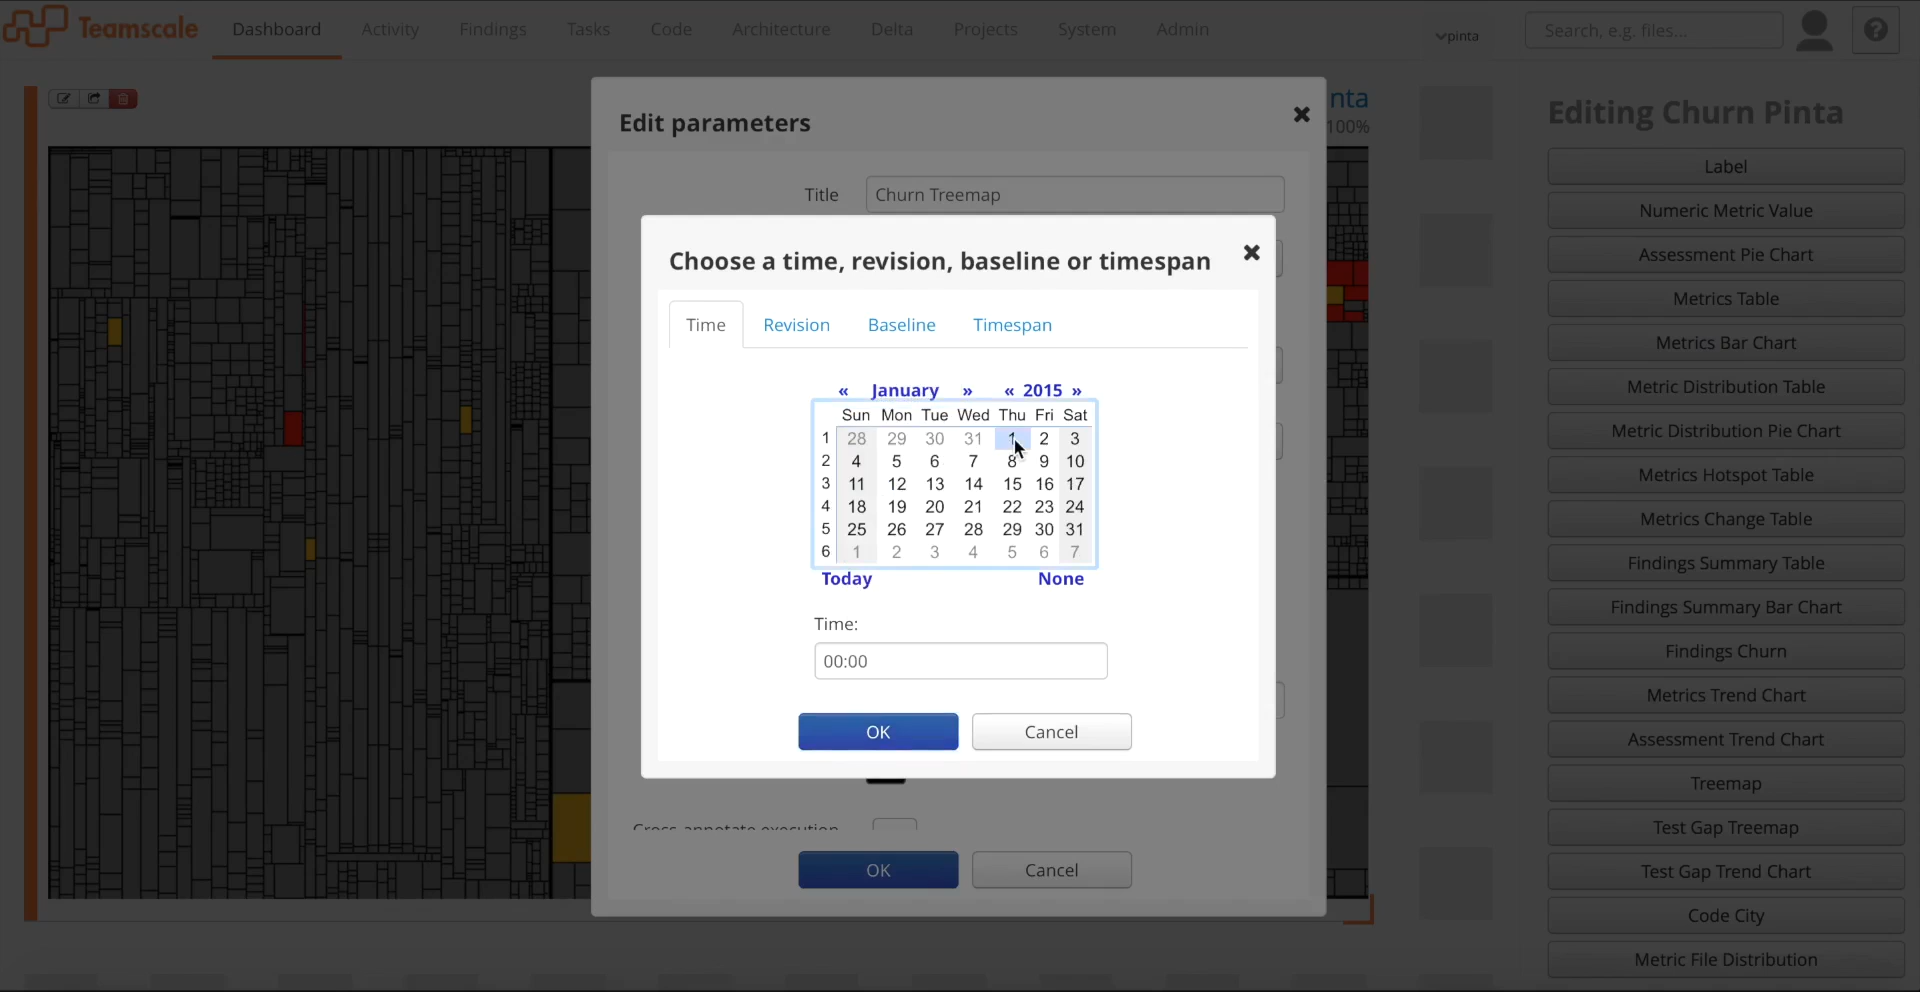 Teamscale
Dashboard
Activity
Findings
Tasks
Code
Architecture
Delta
Projects
System
Admin
pinta
Search, e.g. files...
?
nta
100%
Edit parameters
Title
Churn Treemap
Choose a time, revision, baseline or timespan
Time
Revision
Baseline
Timespan
« January » « 2015 »
Sun Mon Tue Wed Thu Fri Sat
1 28 29 30 31 1 2 3
2 4 5 6 7 8 9 10
3 11 12 13 14 15 16 17
4 18 19 20 21 22 23 24
5 25 26 27 28 29 30 31
6 1 2 3 4 5 6 7
Today
None
Time:
00:00
OK
Cancel
Cross-annotate execution
OK
Cancel
Editing Churn Pinta
Label
Numeric Metric Value
Assessment Pie Chart
Metrics Table
Metrics Bar Chart
Metric Distribution Table
Metric Distribution Pie Chart
Metrics Hotspot Table
Metrics Change Table
Findings Summary Table
Findings Summary Bar Chart
Findings Churn
Metrics Trend Chart
Assessment Trend Chart
Treemap
Test Gap Treemap
Test Gap Trend Chart
Code City
Metric File Distribution